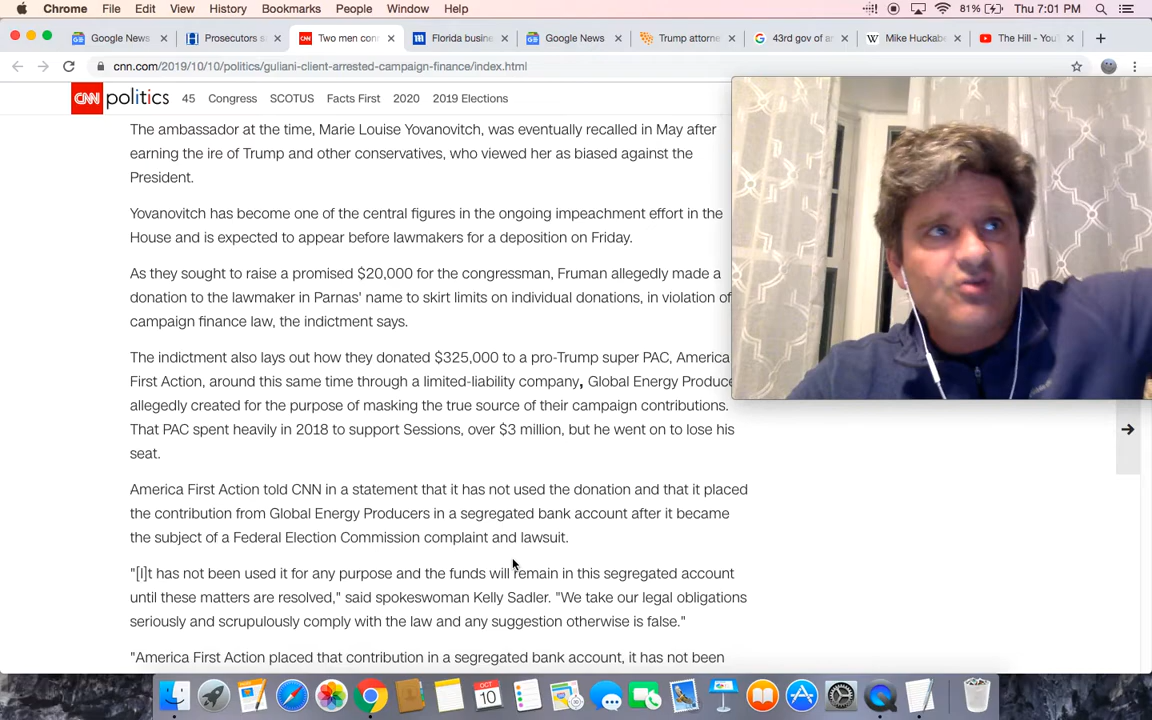 Chrome File Edit View History Bookmarks People Window Help 81% Thu 7:01 PM
Google News Prosecutors s Two men con Florida busine Google News Trump attorne 43rd gov of a Mike Huckab The Hill - You
cnn.com/2019/10/10/politics/guliani-client-arrested-campaign-finance/index.html
CNN politics 45 Congress SCOTUS Facts First 2020 2019 Elections
The ambassador at the time, Marie Louise Yovanovitch, was eventually recalled in May after
earning the ire of Trump and other conservatives, who viewed her as biased against the
President.
Yovanovitch has become one of the central figures in the ongoing impeachment effort in the
House and is expected to appear before lawmakers for a deposition on Friday.
As they sought to raise a promised $20,000 for the congressman, Fruman allegedly made a
donation to the lawmaker in Parnas' name to skirt limits on individual donations, in violation of
campaign finance law, the indictment says.
The indictment also lays out how they donated $325,000 to a pro-Trump super PAC, America
First Action, around this same time through a limited-liability company, Global Energy Produce
allegedly created for the purpose of masking the true source of their campaign contributions.
That PAC spent heavily in 2018 to support Sessions, over $3 million, but he went on to lose his
seat.
America First Action told CNN in a statement that it has not used the donation and that it placed
the contribution from Global Energy Producers in a segregated bank account after it became
the subject of a Federal Election Commission complaint and lawsuit.
"[I]t has not been used it for any purpose and the funds will remain in this segregated account
until these matters are resolved," said spokeswoman Kelly Sadler. "We take our legal obligations
seriously and scrupulously comply with the law and any suggestion otherwise is false."
"America First Action placed that contribution in a segregated bank account, it has not been
OCT
10